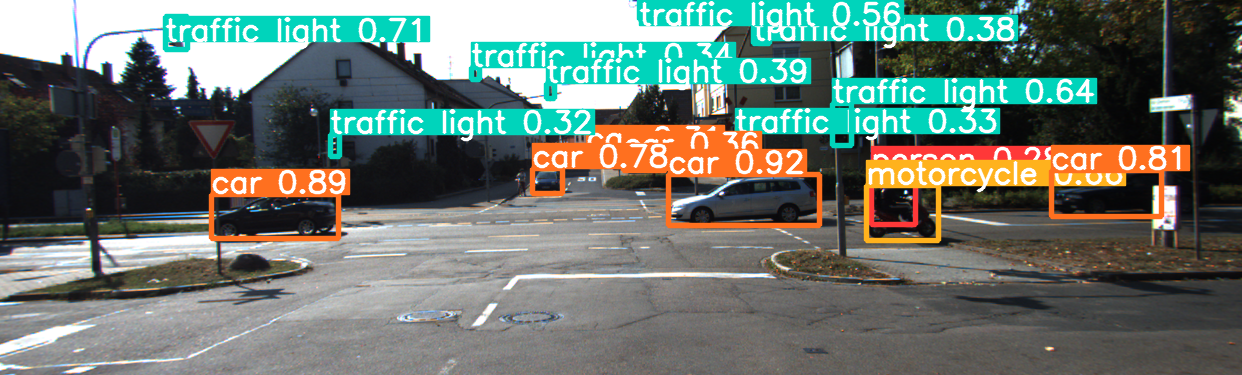 traffic light 0.56
traffic light 0.71
traffic light 0.38
traffic light 0.34
traffic light 0.39
traffic light 0.64
traffic light 0.32
traffic light 0.33
car 0.78
car 0.92
person
car 0.81
motorcycle
car 0.89